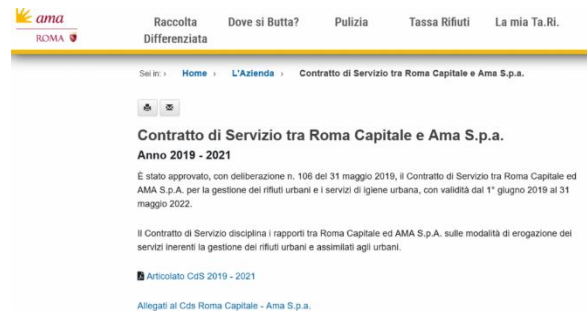 ama
ROMA
Raccolta Differenziata
Dove si Butta?
Pulizia
Tassa Rifiuti
La mia Ta.Ri.
Sei in: › Home › L'Azienda › Contratto di Servizio tra Roma Capitale e Ama S.p.a.
Contratto di Servizio tra Roma Capitale e Ama S.p.a.
Anno 2019 - 2021
È stato approvato, con deliberazione n. 106 del 31 maggio 2019, il Contratto di Servizio tra Roma Capitale ed
AMA S.p.A. per la gestione dei rifiuti urbani e i servizi di igiene urbana, con validità dal 1° giugno 2019 al 31
maggio 2022.
Il Contratto di Servizio disciplina i rapporti tra Roma Capitale ed AMA S.p.A. sulle modalità di erogazione dei
servizi inerenti la gestione dei rifiuti urbani e assimilati agli urbani.
Articolato CdS 2019 - 2021
Allegati al Cds Roma Capitale - Ama S.p.a.